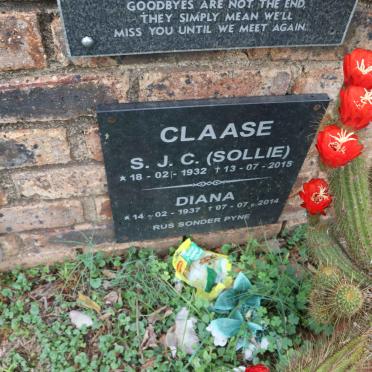 GOODBYES ARE NOT THE END.
THEY SIMPLY MEAN WE'LL
MISS YOU UNTIL WE MEET AGAIN.
CLAASE
S. J. C. (SOLLIE)
* 18-02-1932 † 13-07-2015
DIANA
* 14-02-1937 † 07-07-2014
RUS SONDER PYNE